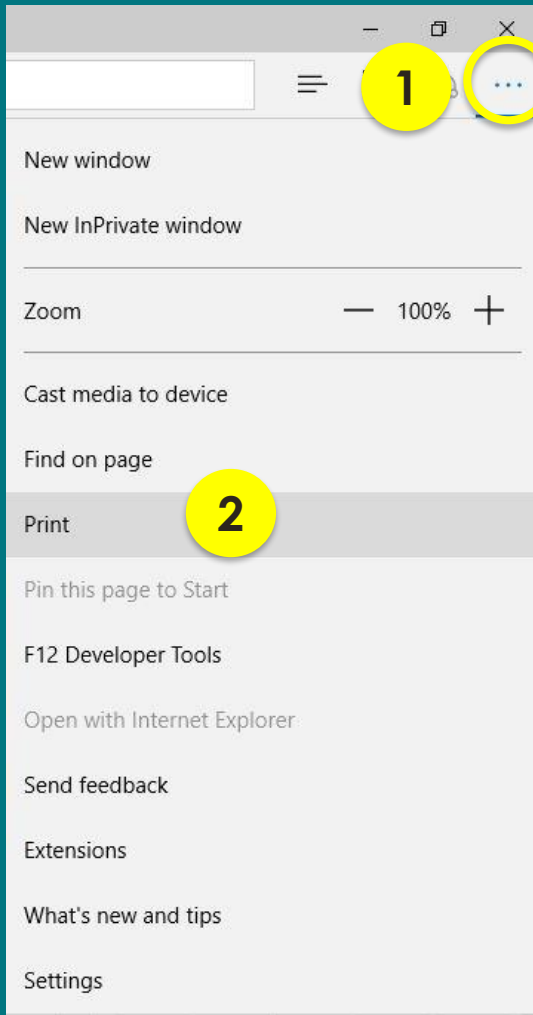 1
New window
New InPrivate window
Zoom 100%
Cast media to device
Find on page
Print 2
Pin this page to Start
F12 Developer Tools
Open with Internet Explorer
Send feedback
Extensions
What's new and tips
Settings